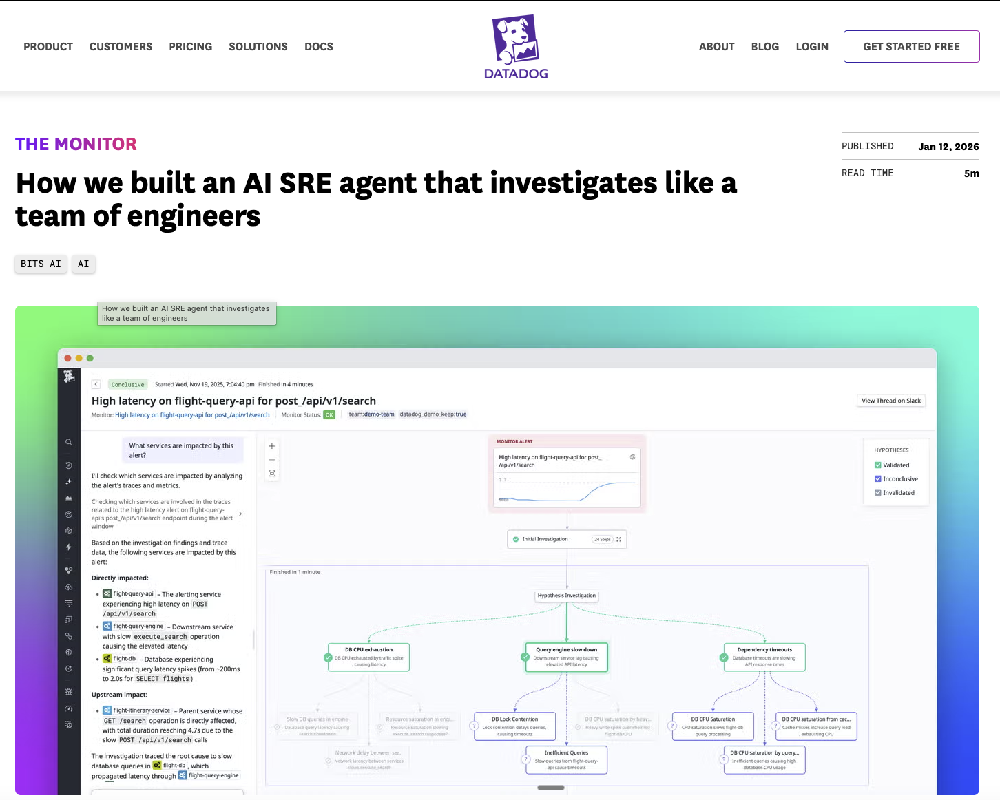 PRODUCT CUSTOMERS PRICING SOLUTIONS DOCS
DATADOG
ABOUT BLOG LOGIN GET STARTED FREE
THE MONITOR
How we built an AI SRE agent that investigates like a
team of engineers
PUBLISHED Jan 12, 2026
READ TIME 5m
BITS AI AI
How we built an AI SRE agent that investigates
like a team of engineers
Conclusive Started Wed, Nov 19, 2025, 7:04:40 pm Finished in 4 minutes
High latency on flight-query-api for post_/api/v1/search
Monitor: High latency on flight-query-api for post_/api/v1/search Monitor Status: OK team:demo-team datadog_demo_keep:true
View Thread on Slack
What services are impacted by this
alert?
I'll check which services are impacted by analyzing
the alert's traces and metrics.
Checking which services are involved in the traces
related to the high latency alert on flight-query-
api's post_/api/v1/search endpoint during the alert
window
Based on the investigation findings and trace
data, the following services are impacted by this
alert:
Directly impacted:
• flight-query-api – The alerting service
experiencing high latency on POST
/api/v1/search
• flight-query-engine – Downstream service
with slow execute_search operation
causing the elevated latency
• flight-db – Database experiencing
significant query latency spikes (from ~200ms
to 2.0s for SELECT flights)
Upstream impact:
• flight-itinerary-service – Parent service whose
GET /search operation is directly affected,
with total duration reaching 4.7s due to the
slow POST /api/v1/search calls
The investigation traced the root cause to slow
database queries in flight-db, which
propagated latency through flight-query-engine
MONITOR ALERT
High latency on flight-query-api for post_
/api/v1/search
HYPOTHESES
Validated
Inconclusive
Invalidated
Initial Investigation 24 Steps
Finished in 1 minute
Hypothesis Investigation
DB CPU exhaustion
DB CPU exhausted by traffic spike
, causing latency
Query engine slow down
Downstream service lag causing
elevated API latency
Dependency timeouts
Database timeouts are slowing
API response times
Slow DB queries in engine
Database query latency causing
search slowdowns
Resource saturation in engi...
Resource saturation slowing
execute_search responses?
DB Lock Contention
Lock contention delays queries,
causing timeouts
DB CPU saturation by heav...
Heavy write spike overwhelmed
flight-db CPU
DB CPU Saturation
CPU saturation slows flight-db
query processing
DB CPU saturation from cac...
Cache misses increase query load
, exhausting CPU
Network delay between sec.
Network latency between services
slows execute_search
Inefficient Queries
Slow queries from flight-query-
api cause timeouts
DB CPU saturation by query...
Inefficient queries causing high
database CPU usage